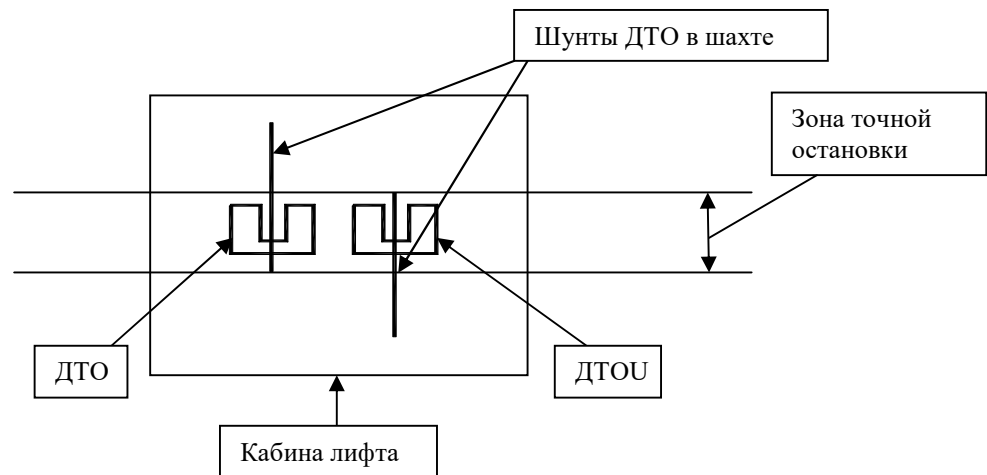 Шунты ДТО в шахте
Зона точной
остановки
ДТО
ДТОU
Кабина лифта